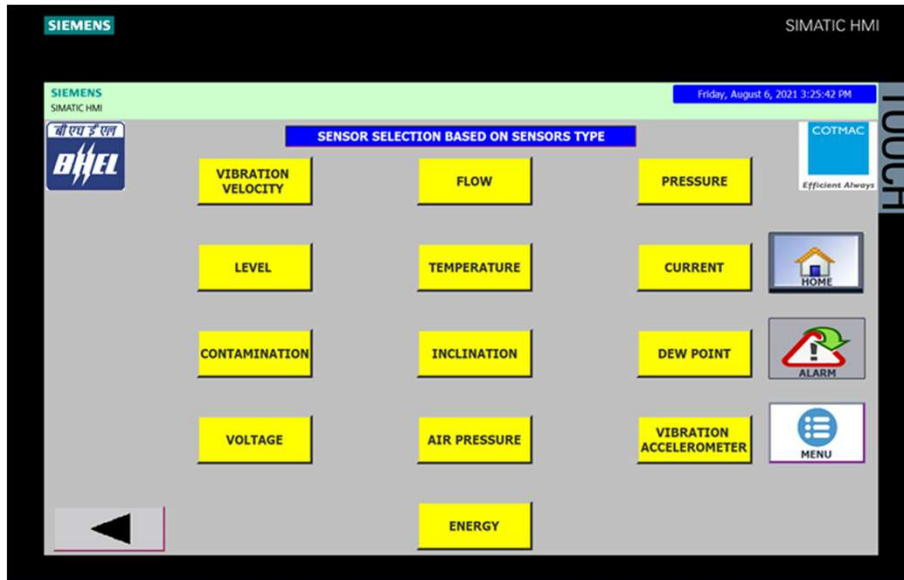 SIEMENS
SIMATIC HMI
SIEMENS
SIMATIC HMI
Friday, August 6, 2021 3:25:42 PM
TOUCH
बी एच ई एल
BHEL
SENSOR SELECTION BASED ON SENSORS TYPE
COTMAC
Efficient Always
VIBRATION
VELOCITY
FLOW
PRESSURE
LEVEL
TEMPERATURE
CURRENT
HOME
CONTAMINATION
INCLINATION
DEW POINT
ALARM
VOLTAGE
AIR PRESSURE
VIBRATION
ACCELEROMETER
MENU
ENERGY